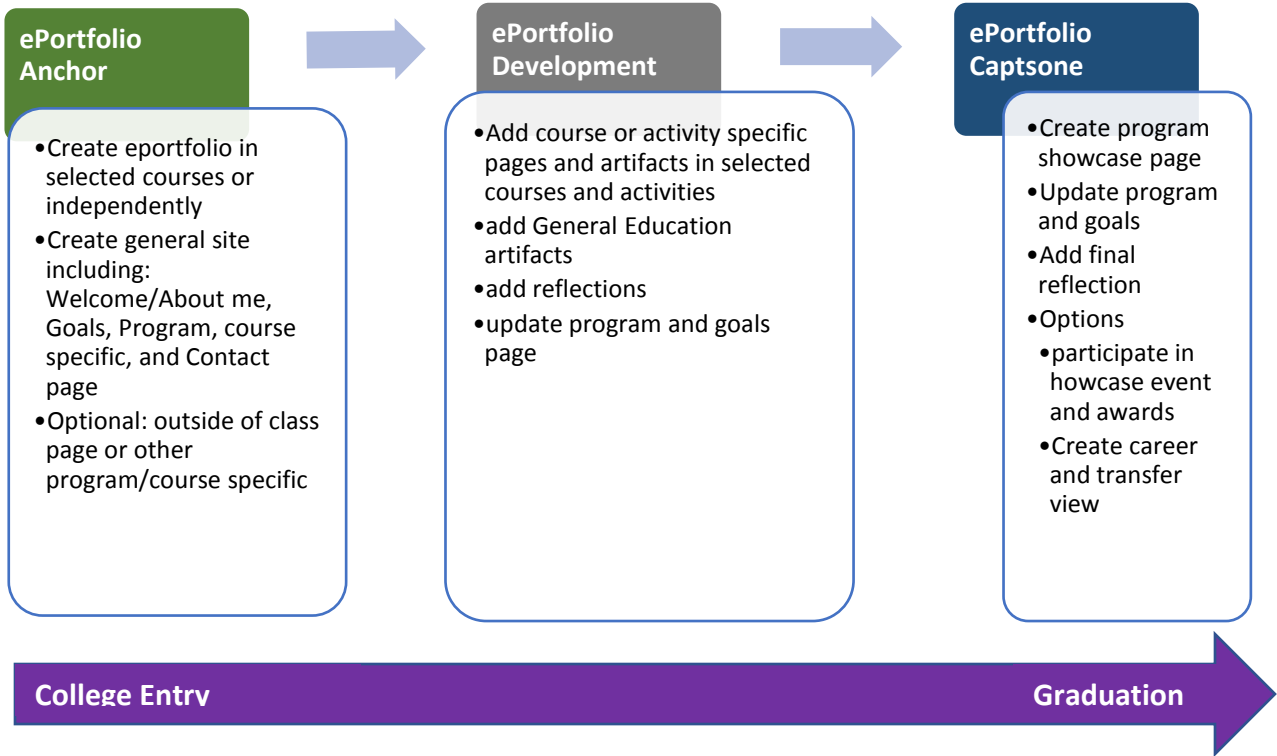 ePortfolio
Anchor
•Create eportfolio in
selected courses or
independently
•Create general site
including:
Welcome/About me,
Goals, Program, course
specific, and Contact
page
•Optional: outside of class
page or other
program/course specific
ePortfolio
Development
•Add course or activity specific
pages and artifacts in selected
courses and activities
•add General Education
artifacts
•add reflections
•update program and goals
page
ePortfolio
Captsone
•Create program
showcase page
•Update program
and goals
•Add final
reflection
•Options
•participate in
howcase event
and awards
•Create career
and transfer
view
College Entry
Graduation